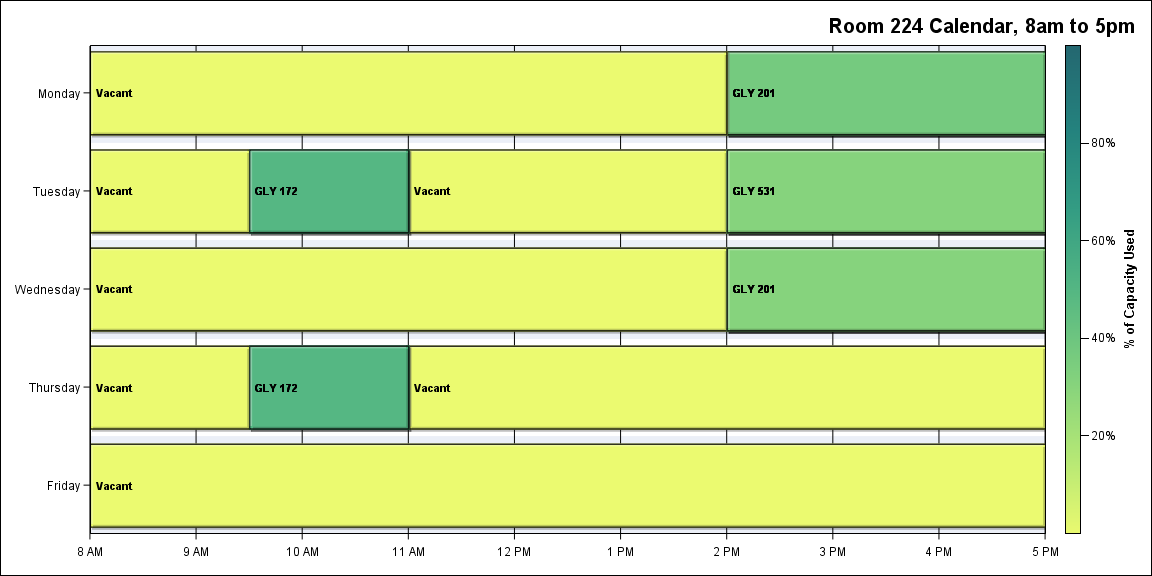 Room 224 Calendar, 8am to 5pm
Monday
Vacant
GLY 201
Tuesday
Vacant
GLY 172
Vacant
GLY 531
Wednesday
Vacant
GLY 201
Thursday
Vacant
GLY 172
Vacant
Friday
Vacant
8 AM
9 AM
10 AM
11 AM
12 PM
1 PM
2 PM
3 PM
4 PM
5 PM
80%
60%
40%
20%
% of Capacity Used